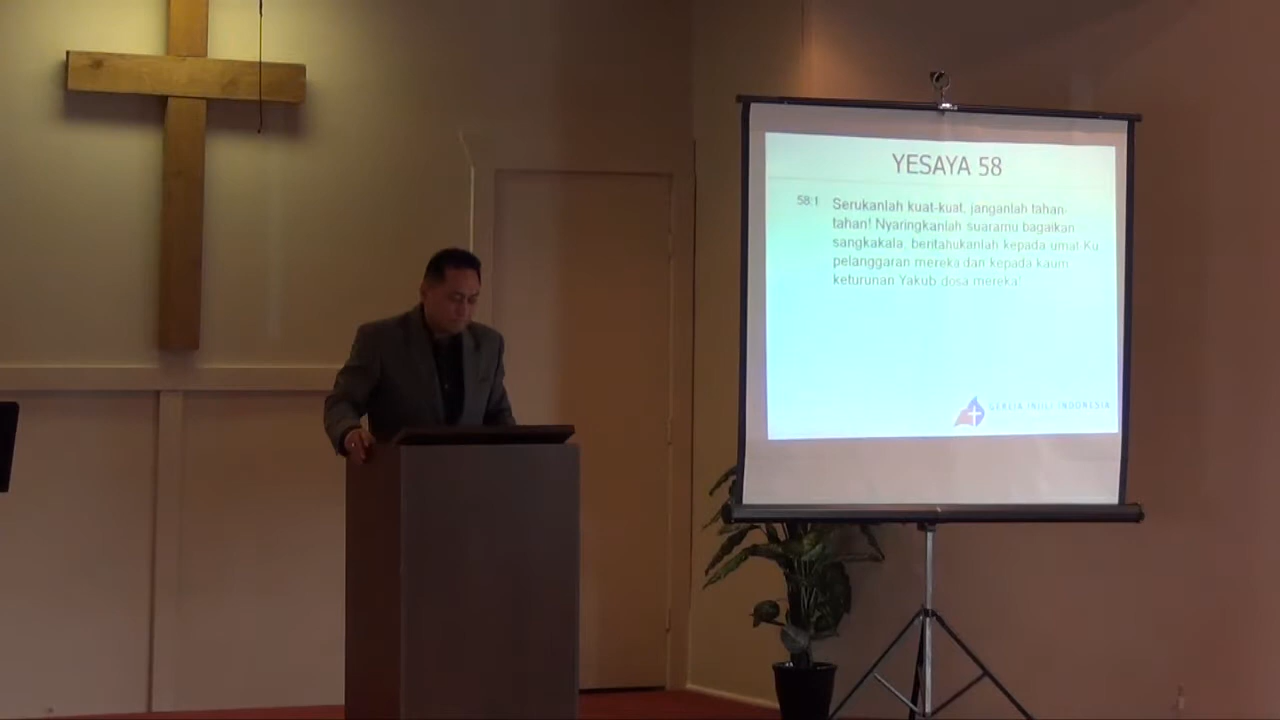 YESAYA 58
58:1 Serukanlah kuat-kuat, janganlah tahan-
tahan! Nyaringkanlah suaramu bagaikan
sangkakala, beritahukanlah kepada umat-Ku
pelanggaran mereka dan kepada kaum
keturunan Yakub dosa mereka!
GEREJA INJILI INDONESIA